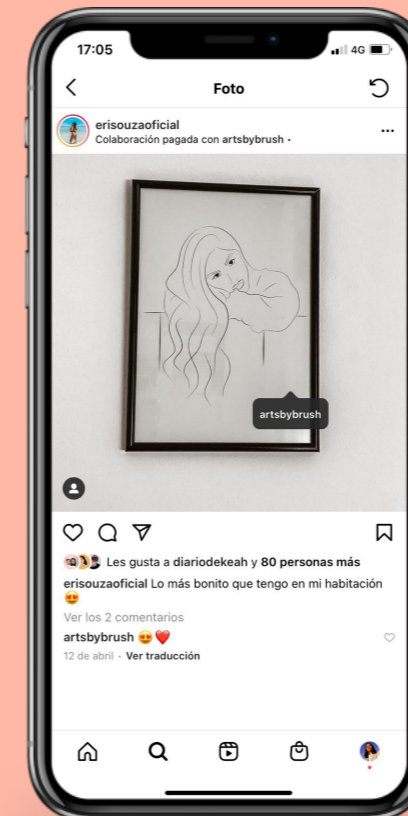 17:05
4G
Foto
erisouzaoficial
Colaboración pagada con artsbybrush •
artsbybrush
Les gusta a diariodekeah y 80 personas más
erisouzaoficial Lo más bonito que tengo en mi habitación
😍
Ver los 2 comentarios
artsbybrush 😍❤️
12 de abril · Ver traducción